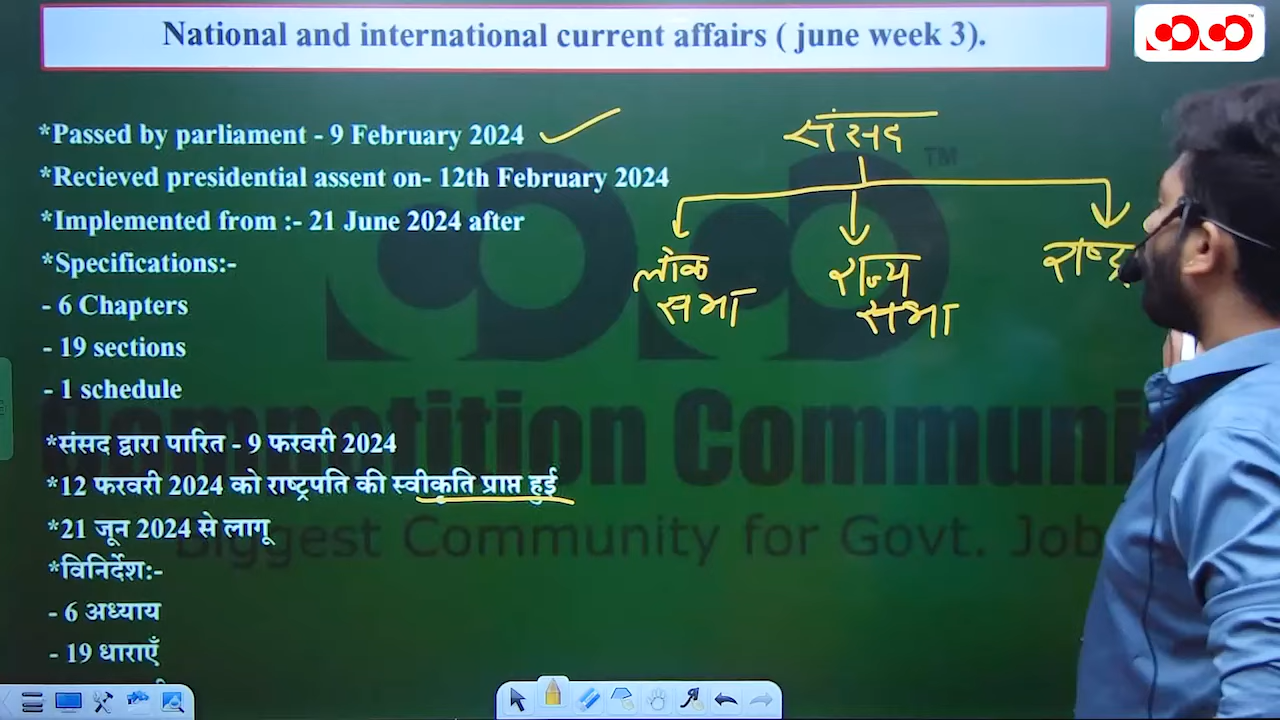 National and international current affairs ( june week 3).
*Passed by parliament - 9 February 2024
*Recieved presidential assent on- 12th February 2024
*Implemented from :- 21 June 2024 after
*Specifications:-
- 6 Chapters
- 19 sections
- 1 schedule
*संसद द्वारा पारित - 9 फरवरी 2024
*12 फरवरी 2024 को राष्ट्रपति की स्वीकृति प्राप्त हुई
*21 जून 2024 से लागू
*विनिर्देश:-
- 6 अध्याय
- 19 धाराएँ
संसद
लोक
सभा
राज्य
सभा
राष्ट्र
TM
Competition Communi
Biggest Community for Govt. Job